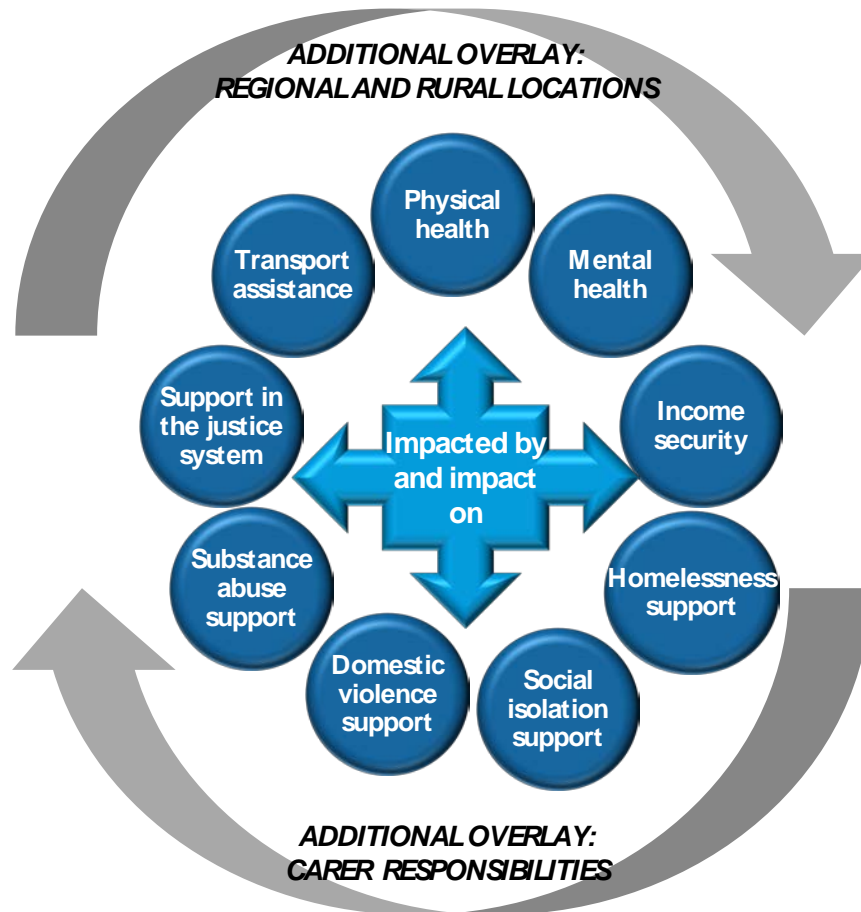 ADDITIONAL OVERLAY:
REGIONAL AND RURAL LOCATIONS
Physical
health
Mental
health
Income
security
Homelessness
support
Social
isolation
support
Domestic
violence
support
Substance
abuse
support
Support in
the justice
system
Transport
assistance
Impacted by
and impact
on
ADDITIONAL OVERLAY:
CARER RESPONSIBILITIES